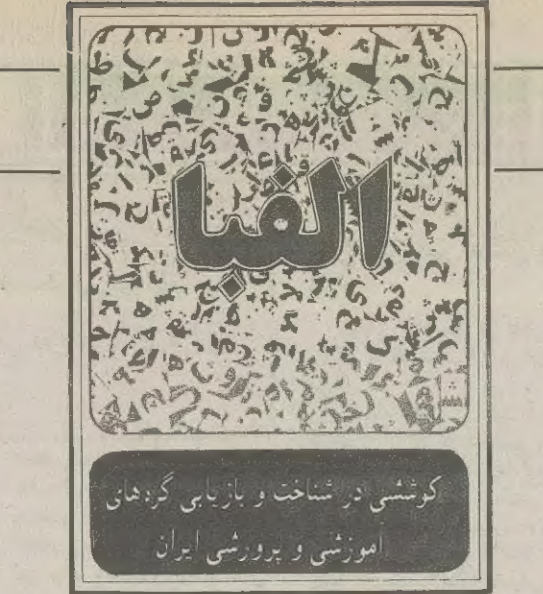 الفبا
کوششی در شناخت و بازیابی گره‌های
آموزشی و پرورشی ایران